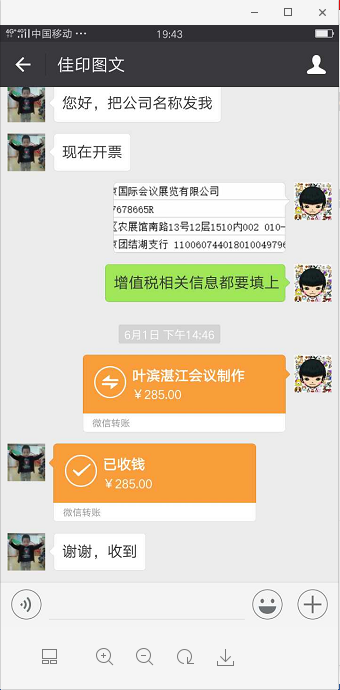 中国移动
19:43
佳印图文
您好，把公司名称发我
现在开票
国际会议展览有限公司
7678665R
农展馆南路13号12层1510内002 010-
团结湖支行 110060744018010049796
增值税相关信息都要填上
6月1日 下午14:46
叶滨湛江会议制作
￥285.00
微信转账
已收钱
￥285.00
微信转账
谢谢，收到